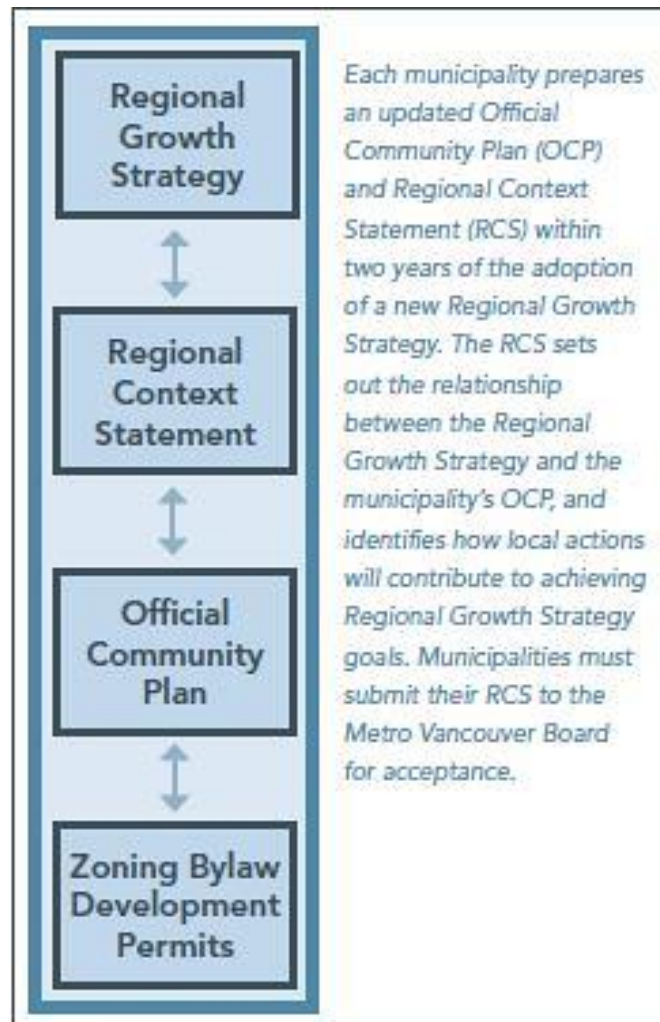 Regional
Growth
Strategy
Regional
Context
Statement
Official
Community
Plan
Zoning Bylaw
Development
Permits
Each municipality prepares
an updated Official
Community Plan (OCP)
and Regional Context
Statement (RCS) within
two years of the adoption
of a new Regional Growth
Strategy. The RCS sets
out the relationship
between the Regional
Growth Strategy and the
municipality's OCP, and
identifies how local actions
will contribute to achieving
Regional Growth Strategy
goals. Municipalities must
submit their RCS to the
Metro Vancouver Board
for acceptance.